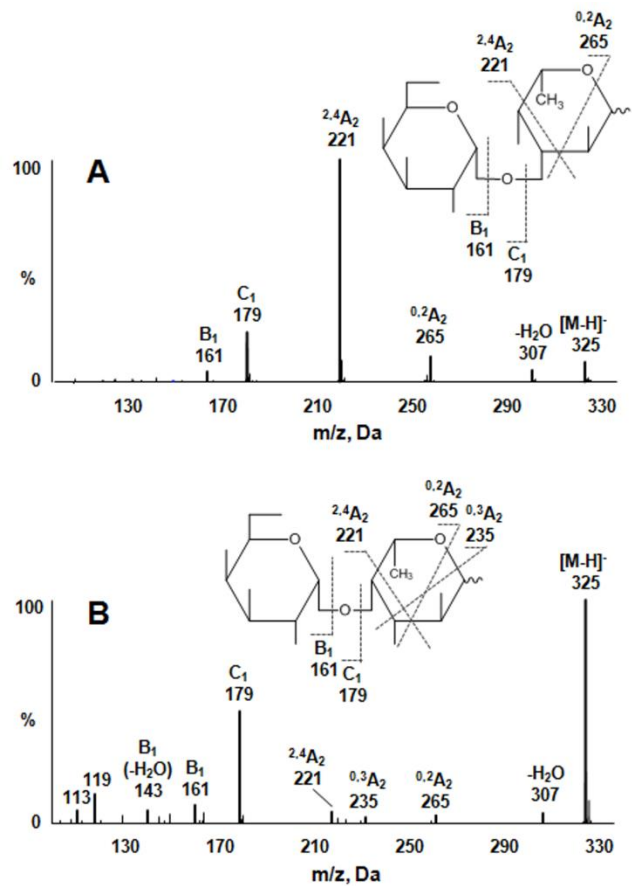 0,2A2
265
2,4A2
221
O
O
CH3
2,4A2
221
O
B1
161
C1
179
100
A
%
C1
179
B1
161
0,2A2
265
-H2O
307
[M-H]-
325
0
130 170 210 250 290 330
m/z, Da
0,2A2
265
0,3A2
235
2,4A2
221
O
O
CH3
O
B1
161
C1
179
[M-H]-
325
100
B
%
C1
179
B1
(-H2O)
143
B1
161
2,4A2
221
0,3A2
235
0,2A2
265
-H2O
307
119
113
0
130 170 210 250 290 330
m/z, Da